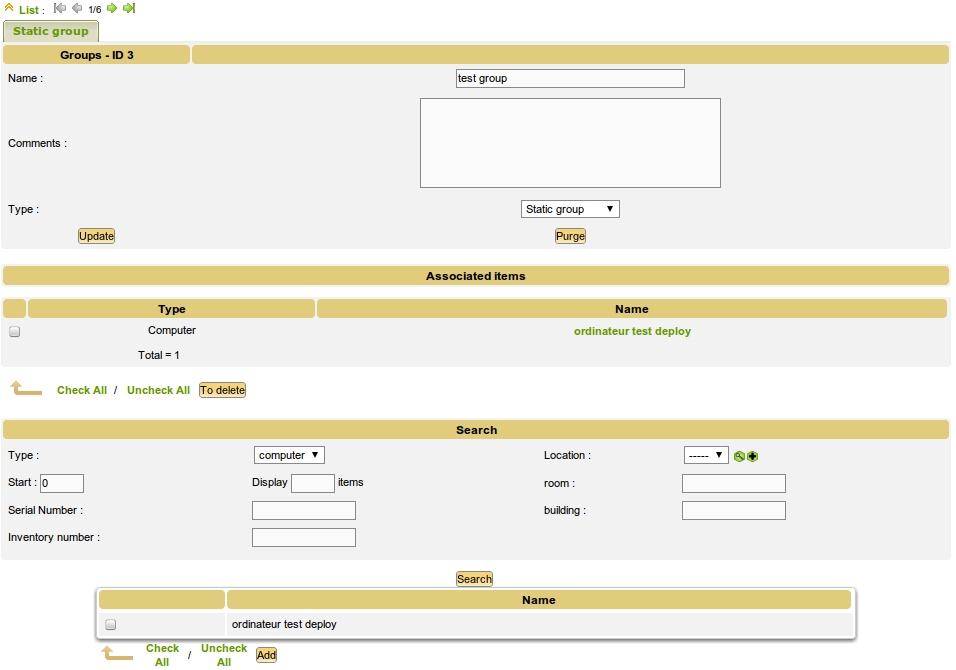 List : 1/6
Static group
Groups - ID 3
Name : test group
Comments :
Type : Static group
Update Purge
Associated items
Type Name
Computer ordinateur test deploy
Total = 1
Check All / Uncheck All To delete
Search
Type : computer Location : -----
Start : 0 Display items room :
Serial Number : building :
Inventory number :
Search
Name
ordinateur test deploy
Check All / Uncheck All Add